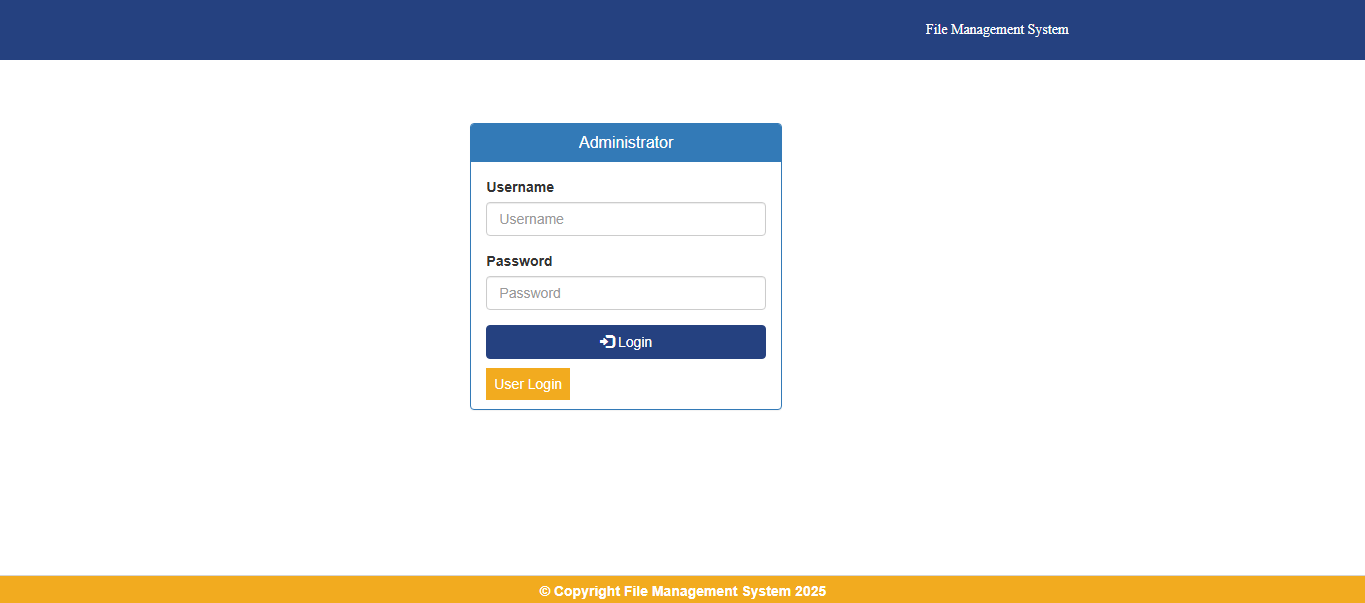 File Management System
Administrator
Username
Username
Password
Password
Login
User Login
© Copyright File Management System 2025